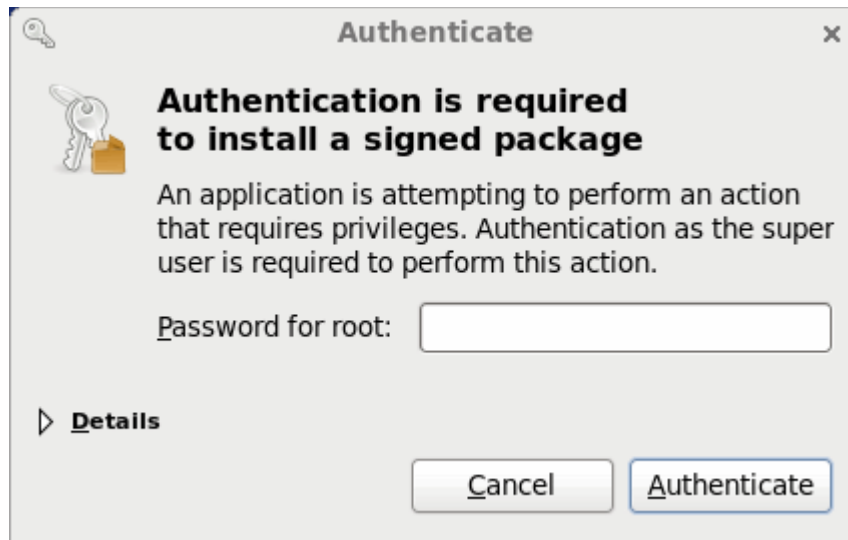 Authenticate
Authentication is required
to install a signed package
An application is attempting to perform an action
that requires privileges. Authentication as the super
user is required to perform this action.
Password for root:
Details
Cancel Authenticate